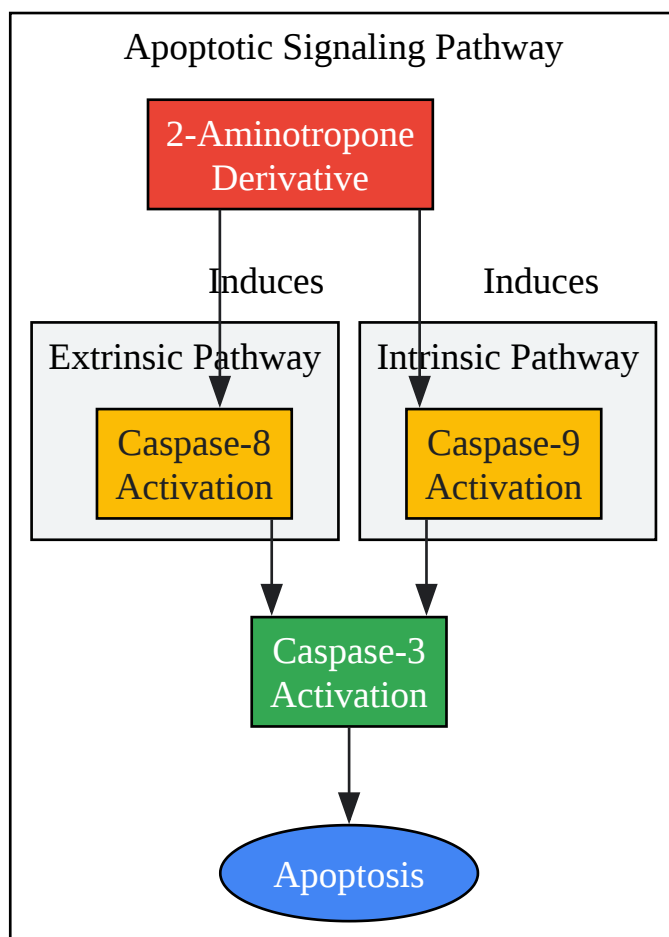 Apoptotic Signaling Pathway
2-Aminotropone
Derivative
Induces
Induces
Extrinsic Pathway
Intrinsic Pathway
Caspase-8
Activation
Caspase-9
Activation
Caspase-3
Activation
Apoptosis